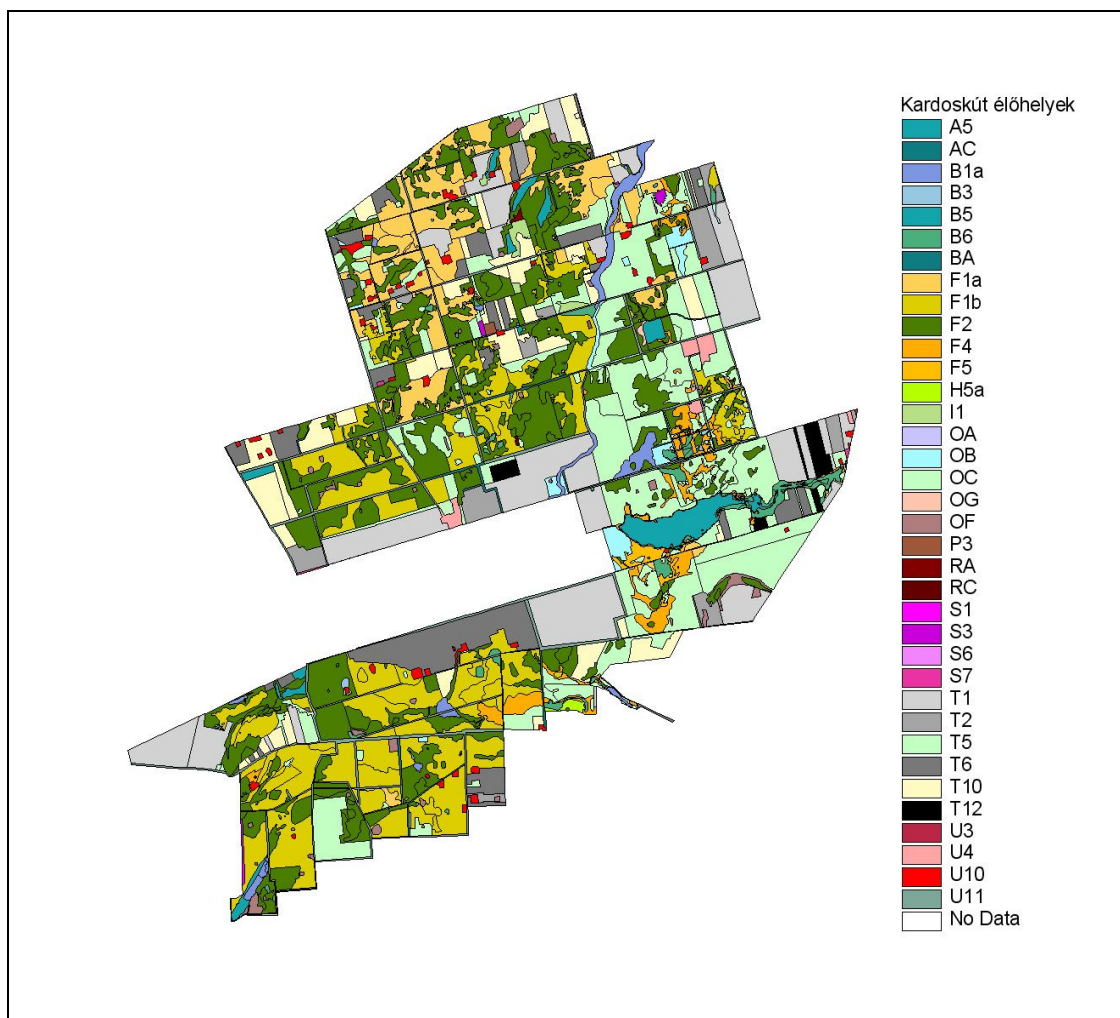 Kardoskút élőhelyek
A5
AC
B1a
B3
B5
B6
BA
F1a
F1b
F2
F4
F5
H5a
I1
OA
OB
OC
OG
OF
P3
RA
RC
S1
S3
S6
S7
T1
T2
T5
T6
T10
T12
U3
U4
U10
U11
No Data